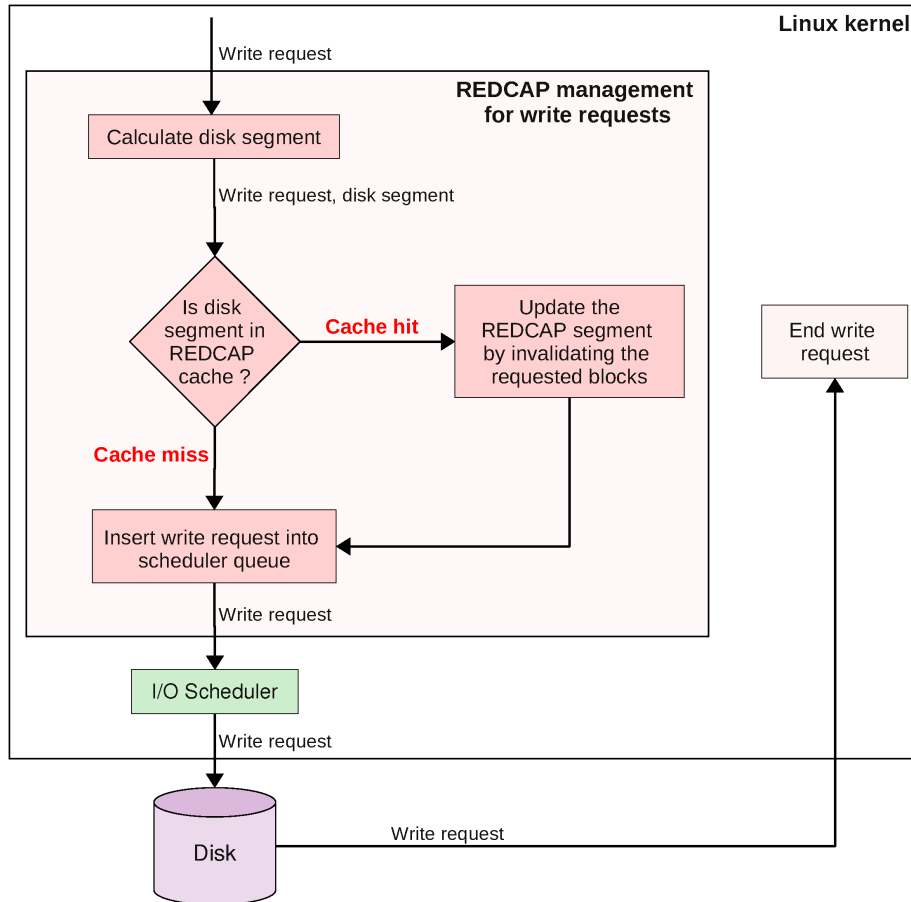 Linux kernel
Write request
REDCAP management
for write requests
Calculate disk segment
Write request, disk segment
Is disk
segment in
REDCAP
cache ?
Cache hit
Update the
REDCAP segment
by invalidating the
requested blocks
End write
request
Cache miss
Insert write request into
scheduler queue
Write request
I/O Scheduler
Write request
Disk
Write request